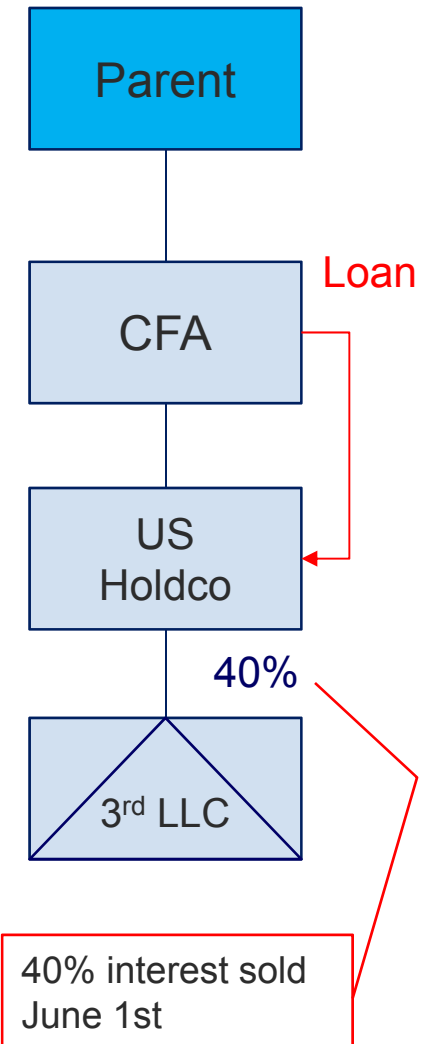 Parent
Loan
CFA
US
Holdco
40%
3rd LLC
40% interest sold
June 1st